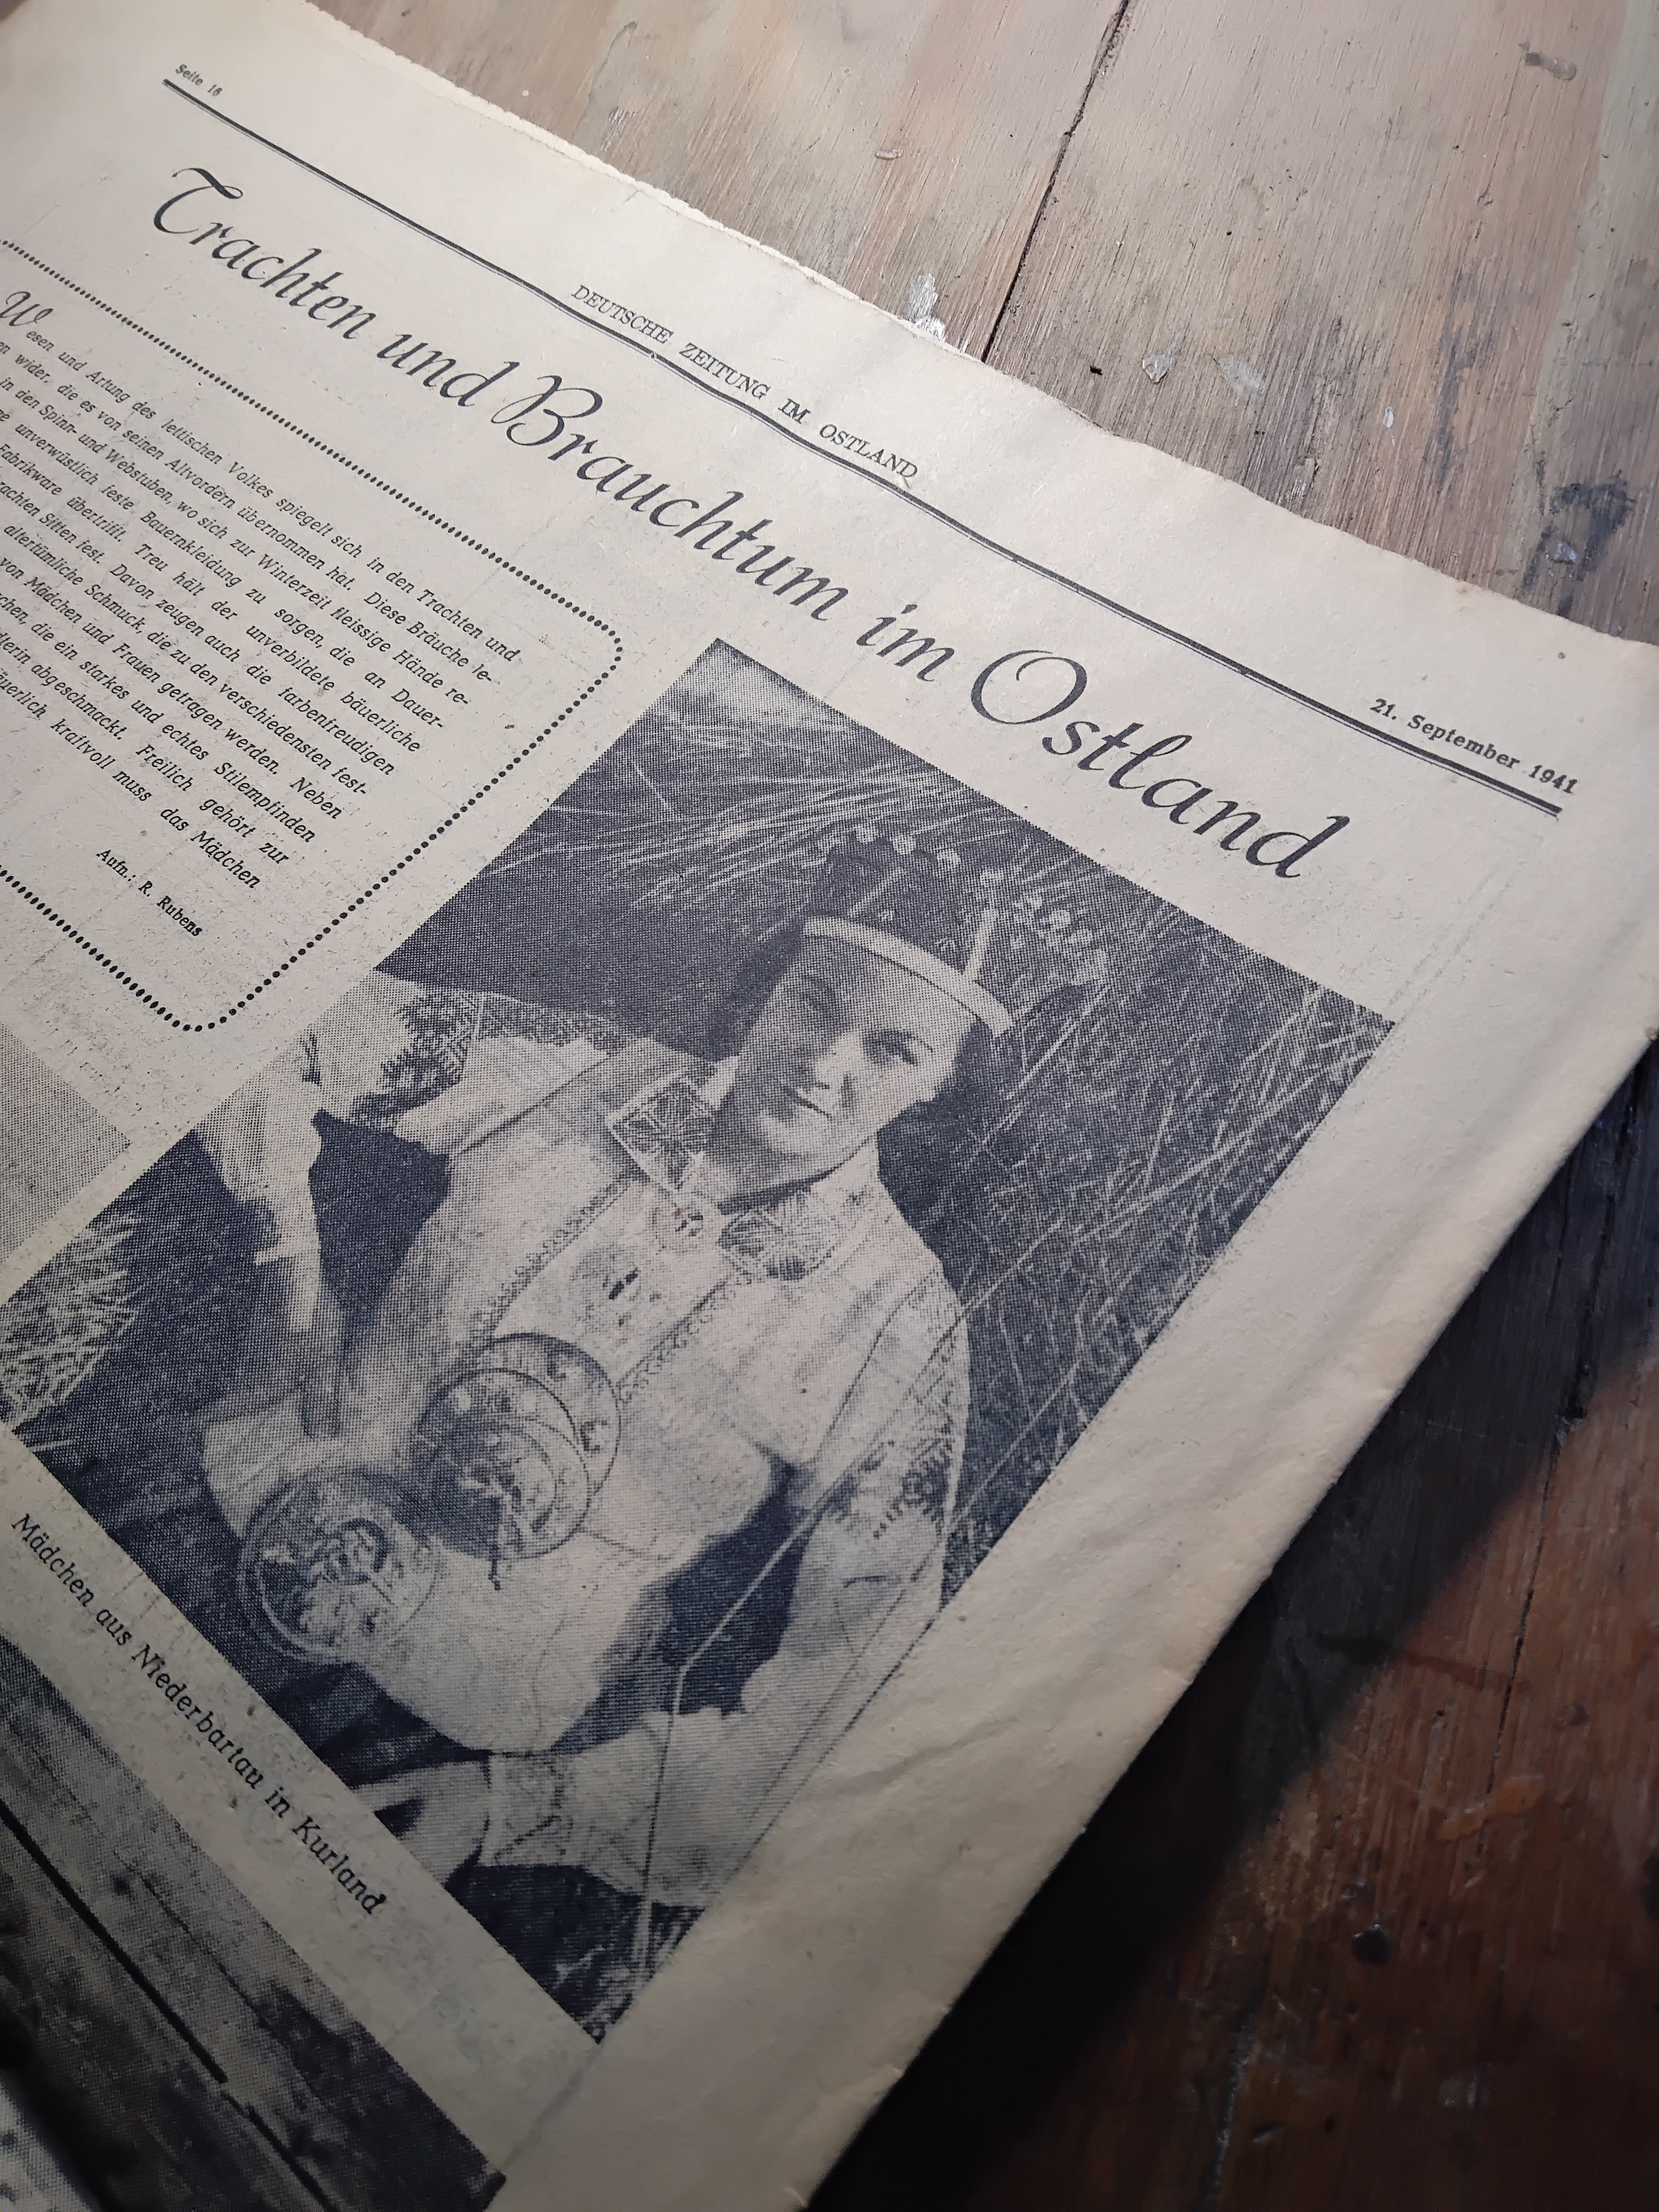 Seite 16
DEUTSCHE ZEITUNG IM OSTLAND
21. September 1941
Trachten und Brauchtum im Ostland
Wesen und Artung des lettischen Volkes spiegelt sich in den Trachten und
wider, die es von seinen Altvordern übernommen hat. Diese Bräuche le-
in den Spinn- und Webstuben, wo sich zur Winterzeit fleissige Hände re-
unverwüstlich feste Bauernkleidung zu sorgen, die an Dauer-
Fabrikware übertrifft. Treu hält der unverbildete bäuerliche
Sitten fest. Davon zeugen auch die farbenfreudigen
altertümliche Schmuck, die zu den verschiedensten fest-
von Mädchen und Frauen getragen werden. Neben
die ein starkes und echtes Stilempfinden
abgeschmackt. Freilich gehört zur
kraftvoll muss das Mädchen
Aufn.: R. Rubens
Mädchen aus Niederbartau in Kurland